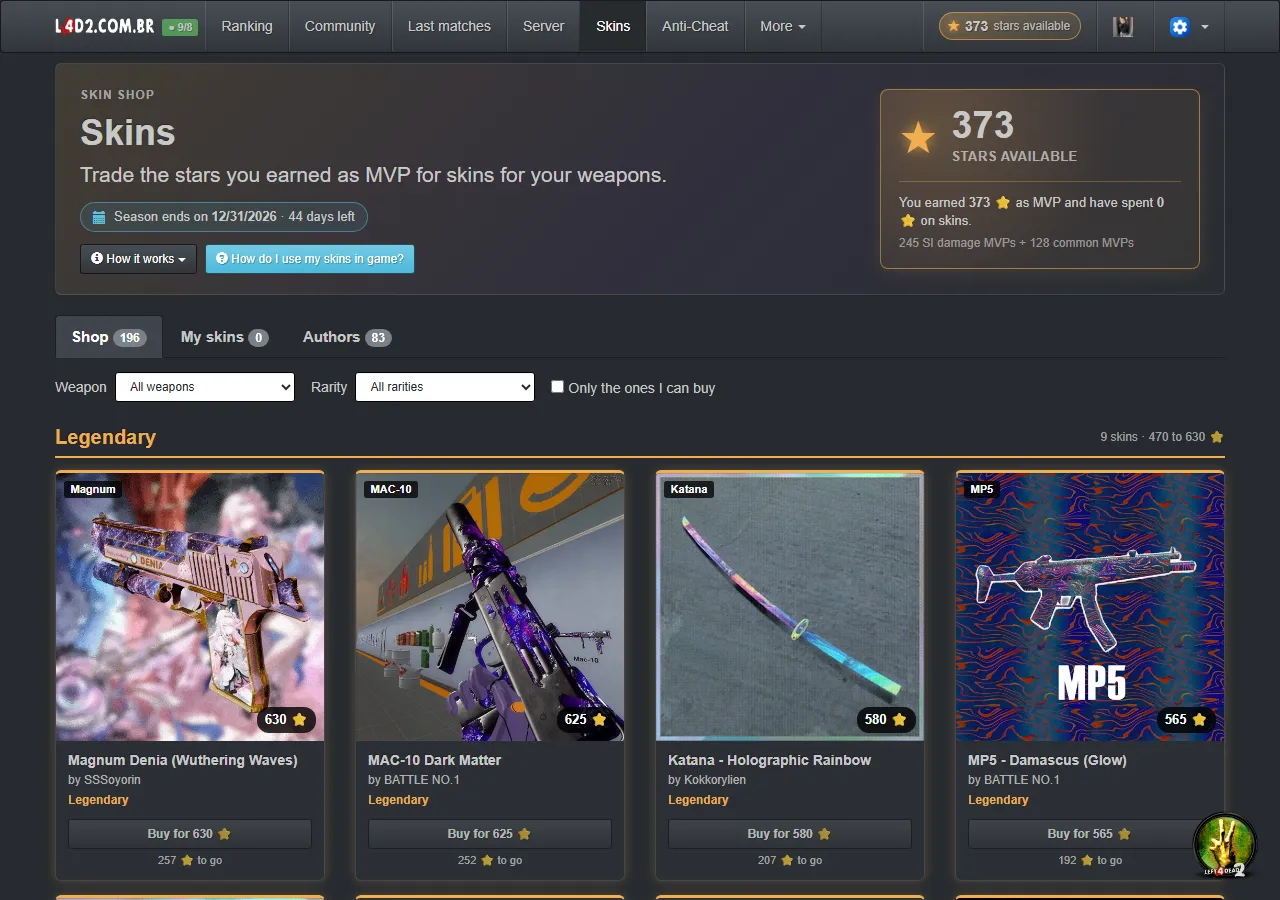 L4D2.COM.BR 9/8 Ranking Community Last matches Server Skins Anti-Cheat More 373 stars available
SKIN SHOP
Skins
Trade the stars you earned as MVP for skins for your weapons.
Season ends on 12/31/2026 · 44 days left
How it works
How do I use my skins in game?
373
STARS AVAILABLE
You earned 373 as MVP and have spent 0
on skins.
245 SI damage MVPs + 128 common MVPs
Shop 196 My skins 0 Authors 83
Weapon All weapons Rarity All rarities Only the ones I can buy
Legendary 9 skins · 470 to 630
Magnum
DENIA
630
Magnum Denia (Wuthering Waves)
by SSSoyorin
Legendary
Buy for 630
257 to go
MAC-10
Mac-10
625
MAC-10 Dark Matter
by BATTLE NO.1
Legendary
Buy for 625
252 to go
Katana
580
Katana - Holographic Rainbow
by Kokkorylien
Legendary
Buy for 580
207 to go
MP5
MP5
565
MP5 - Damascus (Glow)
by BATTLE NO.1
Legendary
Buy for 565
192 to go
LEFT 4 DEAD 2